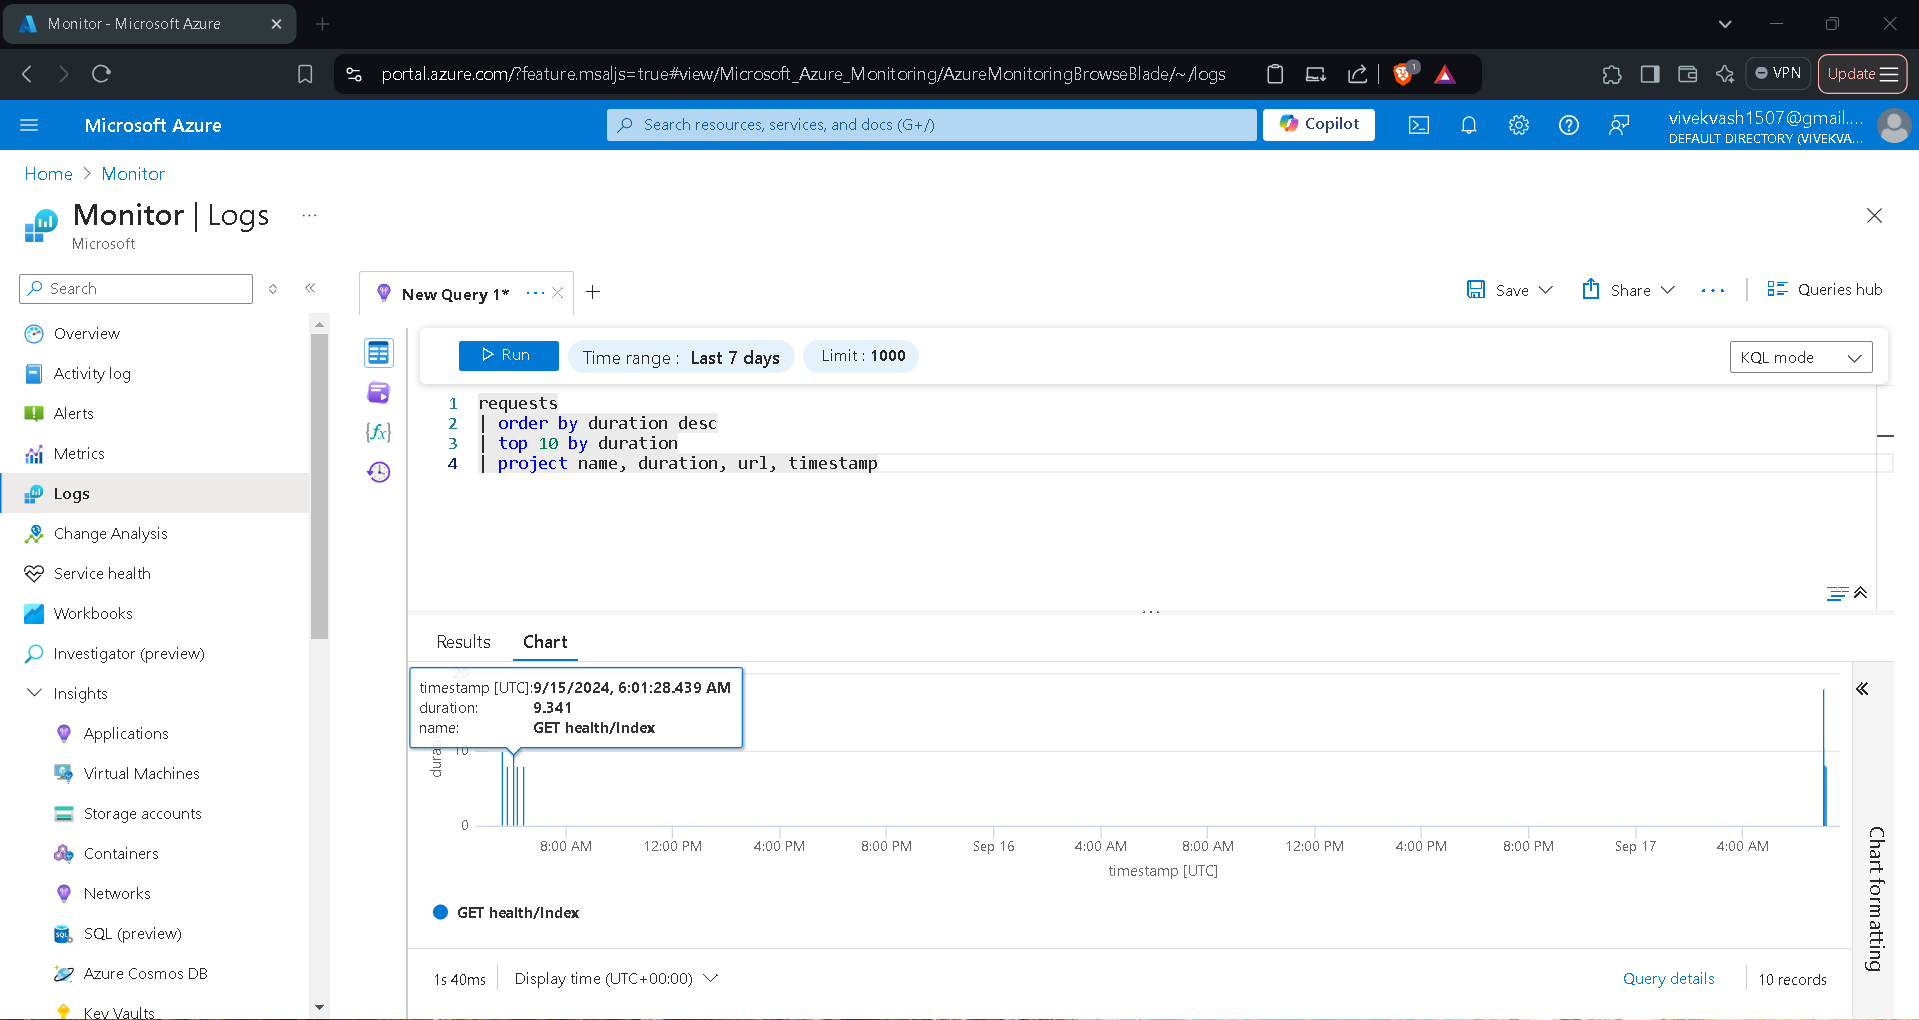 Monitor - Microsoft Azure
portal.azure.com/?feature.msaljs=true#view/Microsoft_Azure_Monitoring/AzureMonitoringBrowseBlade/~/logs
1
VPN
Update
Microsoft Azure
Search resources, services, and docs (G+/)
Copilot
vivekvash1507@gmail....
DEFAULT DIRECTORY (VIVEKVA...
Home > Monitor
Monitor | Logs ...
Microsoft
Search
Overview
Activity log
Alerts
Metrics
Logs
Change Analysis
Service health
Workbooks
Investigator (preview)
Insights
Applications
Virtual Machines
Storage accounts
Containers
Networks
SQL (preview)
Azure Cosmos DB
Key Vaults
New Query 1* ...
Save
Share
...
Queries hub
Run
Time range : Last 7 days
Limit : 1000
KQL mode
1 requests
2 | order by duration desc
3 | top 10 by duration
4 | project name, duration, url, timestamp
Results
Chart
20
timestamp [UTC]:9/15/2024, 6:01:28.439 AM
duration: 9.341
name: GET health/Index
10
0
8:00 AM 12:00 PM 4:00 PM 8:00 PM Sep 16 4:00 AM 8:00 AM 12:00 PM 4:00 PM 8:00 PM Sep 17 4:00 AM
timestamp [UTC]
GET health/Index
Chart formatting
1s 40ms
Display time (UTC+00:00)
Query details
10 records